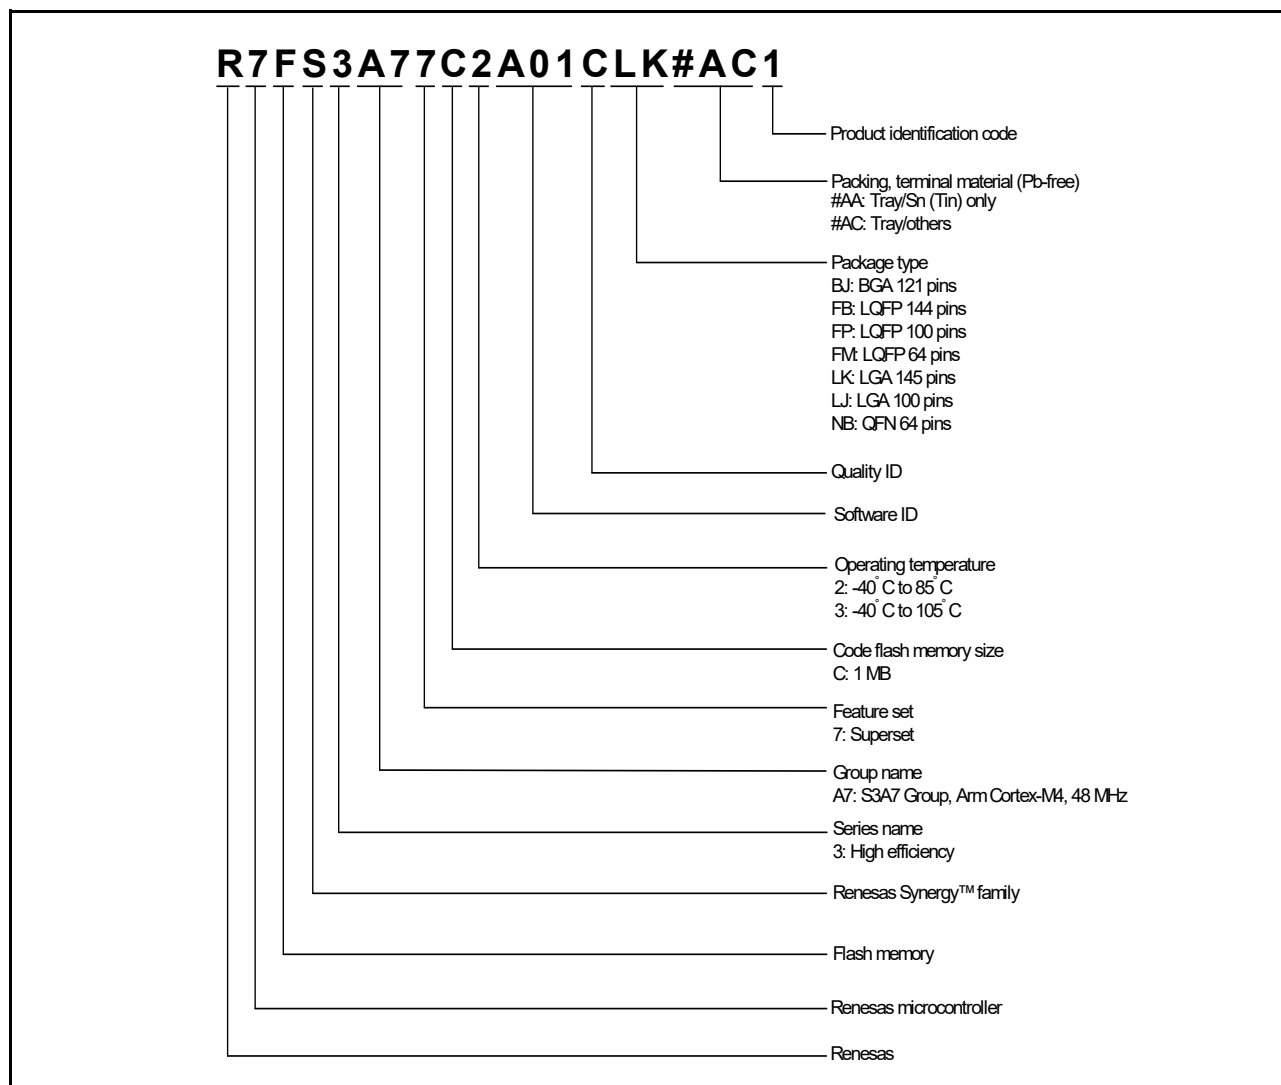 R7FS3A77C2A01CLK#AC1
Product identification code
Packing, terminal material (Pb-free)
#AA: Tray/Sn (Tin) only
#AC: Tray/others
Package type
BJ: BGA 121 pins
FB: LQFP 144 pins
FP: LQFP 100 pins
FM: LQFP 64 pins
LK: LGA 145 pins
LJ: LGA 100 pins
NB: QFN 64 pins
Quality ID
Software ID
Operating temperature
2: -40°C to 85°C
3: -40°C to 105°C
Code flash memory size
C: 1 MB
Feature set
7: Superset
Group name
A7: S3A7 Group, Arm Cortex-M4, 48 MHz
Series name
3: High efficiency
Renesas Synergy™ family
Flash memory
Renesas microcontroller
Renesas